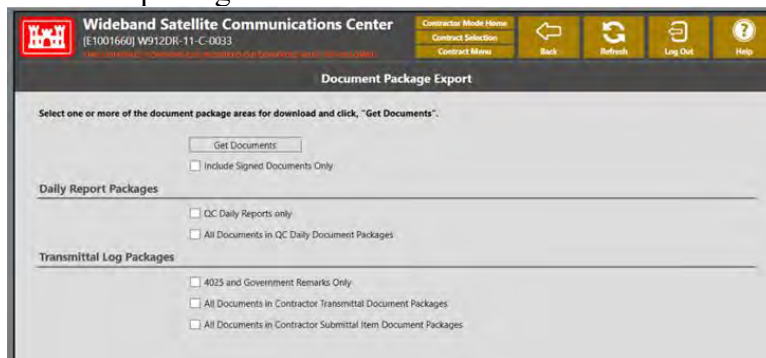 Wideband Satellite Communications Center
[E1001660] W912DR-11-C-0033
Contractor Mode Home
Contract Selection
Contract Menu
Back
Refresh
Log Out
Help
Document Package Export
Select one or more of the document package areas for download and click, "Get Documents".
Get Documents
Include Signed Documents Only
Daily Report Packages
QC Daily Reports only
All Documents in QC Daily Document Packages
Transmittal Log Packages
4025 and Government Remarks Only
All Documents in Contractor Transmittal Document Packages
All Documents in Contractor Submittal Item Document Packages